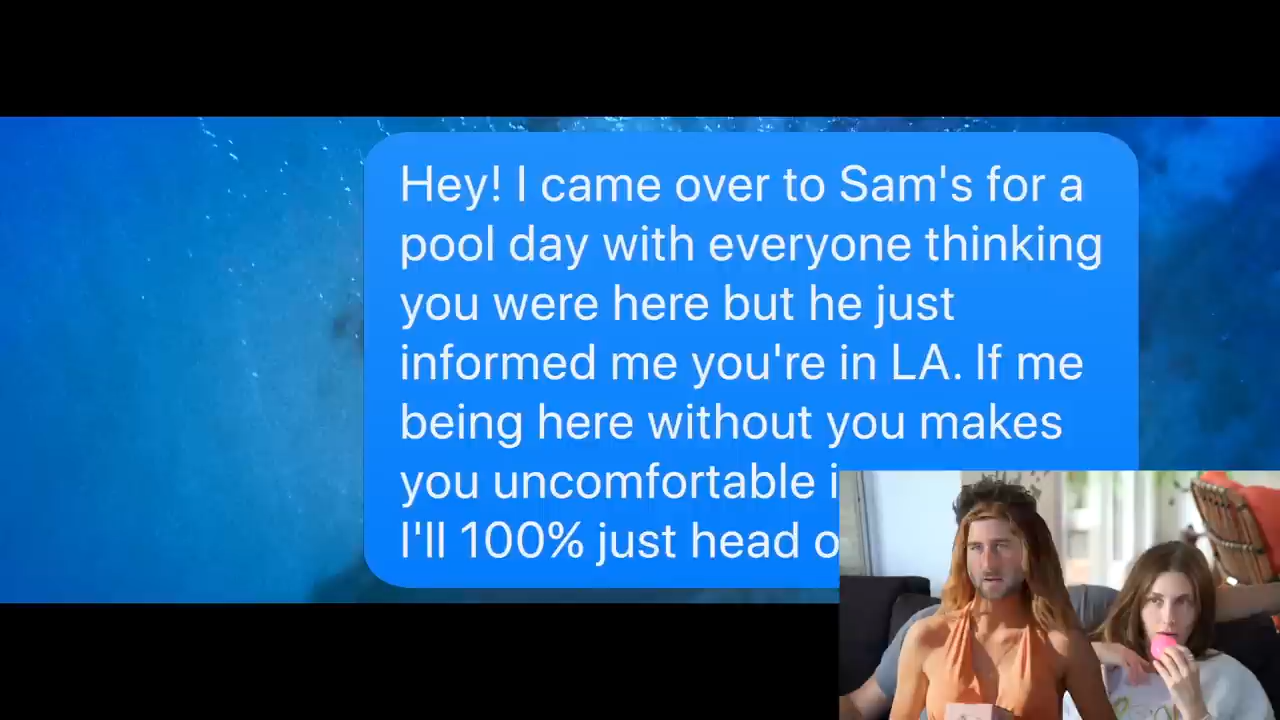 Hey! I came over to Sam's for a
pool day with everyone thinking
you were here but he just
informed me you're in LA. If me
being here without you makes
you uncomfortable
I'll 100% just head